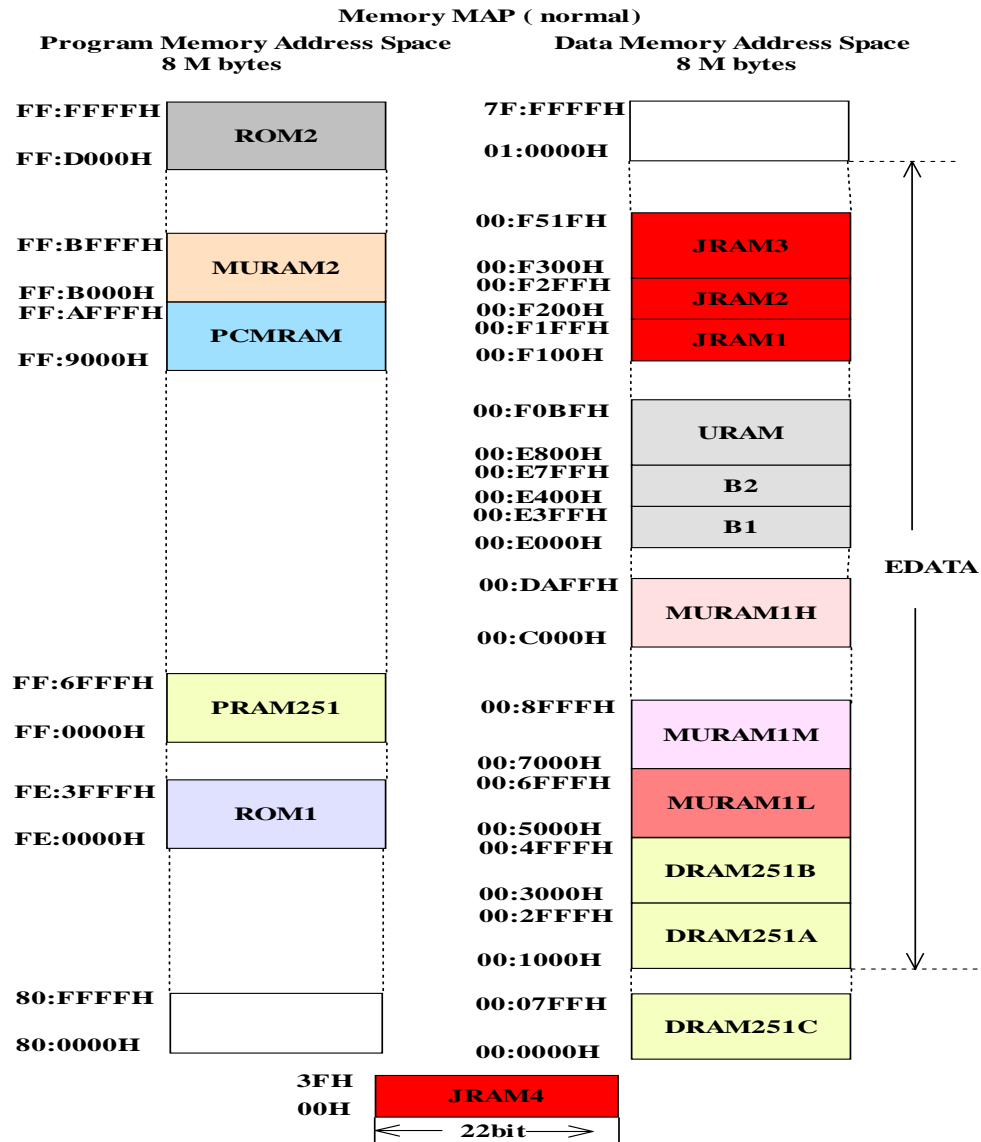 Memory MAP ( normal)
Program Memory Address Space
8 M bytes
FF:FFFFH
ROM2
FF:D000H
FF:BFFFH
MURAM2
FF:B000H
FF:AFFFH
PCMRAM
FF:9000H
FF:6FFFH
PRAM251
FF:0000H
FE:3FFFH
ROM1
FE:0000H
80:FFFFH
80:0000H
Data Memory Address Space
8 M bytes
7F:FFFFH
01:0000H
00:F51FH
JRAM3
00:F300H
00:F2FFH
JRAM2
00:F200H
00:F1FFH
JRAM1
00:F100H
00:F0BFH
URAM
00:E800H
00:E7FFH
B2
00:E400H
00:E3FFH
B1
00:E000H
EDATA
00:DAFFH
MURAM1H
00:C000H
00:8FFFH
MURAM1M
00:7000H
00:6FFFH
MURAM1L
00:5000H
00:4FFFH
DRAM251B
00:3000H
00:2FFFH
DRAM251A
00:1000H
00:07FFH
DRAM251C
00:0000H
3FH
JRAM4
00H
22bit